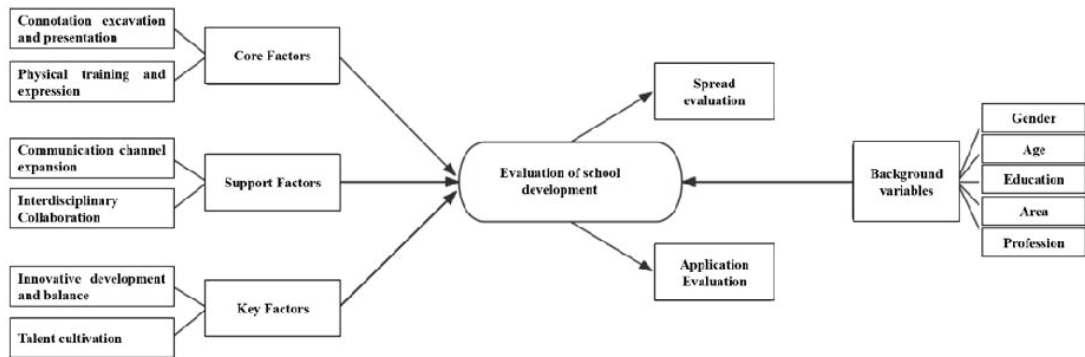 Connotation excavation
and presentation
Physical training and
expression
Core Factors
Communication channel
expansion
Interdisciplinary
Collaboration
Support Factors
Innovative development
and balance
Talent cultivation
Key Factors
Evaluation of school
development
Spread
evaluation
Application
Evaluation
Background
variables
Gender
Age
Education
Area
Profession